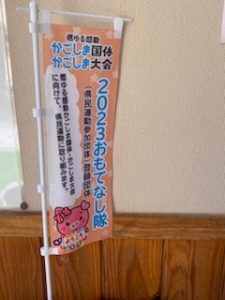 燃ゆる感動
かごしま国体
かごしま大会
2023おもてなし隊
(県民運動参加団体)登録団体
燃ゆる感動かごしま国体・かごしま大会
に向けて、県民運動に取り組みます。